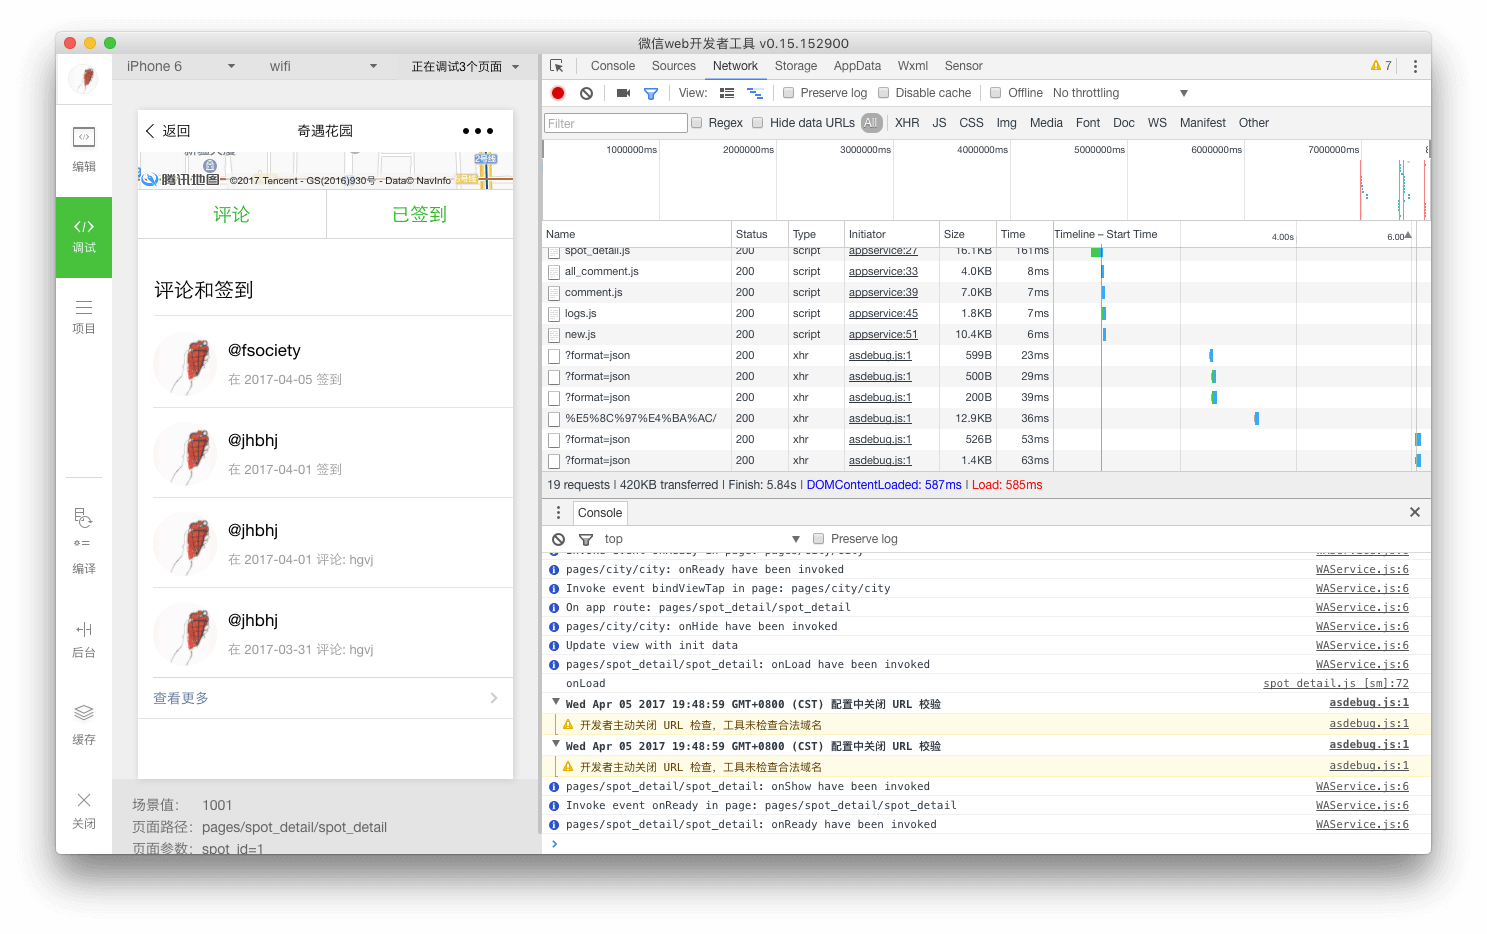 微信web开发者工具 v0.15.152900
iPhone 6
wifi
正在调试3个页面
编辑
调试
项目
编译
后台
缓存
关闭
返回
奇遇花园
2号线
腾讯地图
©2017 Tencent - GS(2016)930号 - Data© NavInfo
评论
已签到
评论和签到
@fsociety
在 2017-04-05 签到
@jhbhj
在 2017-04-01 签到
@jhbhj
在 2017-04-01 评论: hgvj
@jhbhj
在 2017-03-31 评论: hgvj
查看更多
场景值: 1001
页面路径: pages/spot_detail/spot_detail
页面参数: spot_id=1
Console Sources Network Storage AppData Wxml Sensor 7
View: Preserve log Disable cache Offline No throttling
Filter Regex Hide data URLs All XHR JS CSS Img Media Font Doc WS Manifest Other
1000000ms 2000000ms 3000000ms 4000000ms 5000000ms 6000000ms 7000000ms 8
Name Status Type Initiator Size Time Timeline – Start Time 4.00s 6.00
spot_detail.js 200 script appservice:27 16.1KB 161ms
all_comment.js 200 script appservice:33 4.0KB 8ms
comment.js 200 script appservice:39 7.0KB 7ms
logs.js 200 script appservice:45 1.8KB 7ms
new.js 200 script appservice:51 10.4KB 6ms
?format=json 200 xhr asdebug.js:1 599B 23ms
?format=json 200 xhr asdebug.js:1 500B 29ms
?format=json 200 xhr asdebug.js:1 200B 39ms
%E5%8C%97%E4%BA%AC/ 200 xhr asdebug.js:1 12.9KB 36ms
?format=json 200 xhr asdebug.js:1 526B 53ms
?format=json 200 xhr asdebug.js:1 1.4KB 63ms
19 requests | 420KB transferred | Finish: 5.84s | DOMContentLoaded: 587ms | Load: 585ms
Console
top Preserve log
Invoke event onReady in page: pages/city/city WAService.js:6
pages/city/city: onReady have been invoked WAService.js:6
Invoke event bindViewTap in page: pages/city/city WAService.js:6
On app route: pages/spot_detail/spot_detail WAService.js:6
pages/city/city: onHide have been invoked WAService.js:6
Update view with init data WAService.js:6
pages/spot_detail/spot_detail: onLoad have been invoked WAService.js:6
onLoad spot_detail.js [sm]:72
Wed Apr 05 2017 19:48:59 GMT+0800 (CST) 配置中关闭 URL 校验 asdebug.js:1
开发者主动关闭 URL 检查, 工具未检查合法域名 asdebug.js:1
Wed Apr 05 2017 19:48:59 GMT+0800 (CST) 配置中关闭 URL 校验 asdebug.js:1
开发者主动关闭 URL 检查, 工具未检查合法域名 asdebug.js:1
pages/spot_detail/spot_detail: onShow have been invoked WAService.js:6
Invoke event onReady in page: pages/spot_detail/spot_detail WAService.js:6
pages/spot_detail/spot_detail: onReady have been invoked WAService.js:6